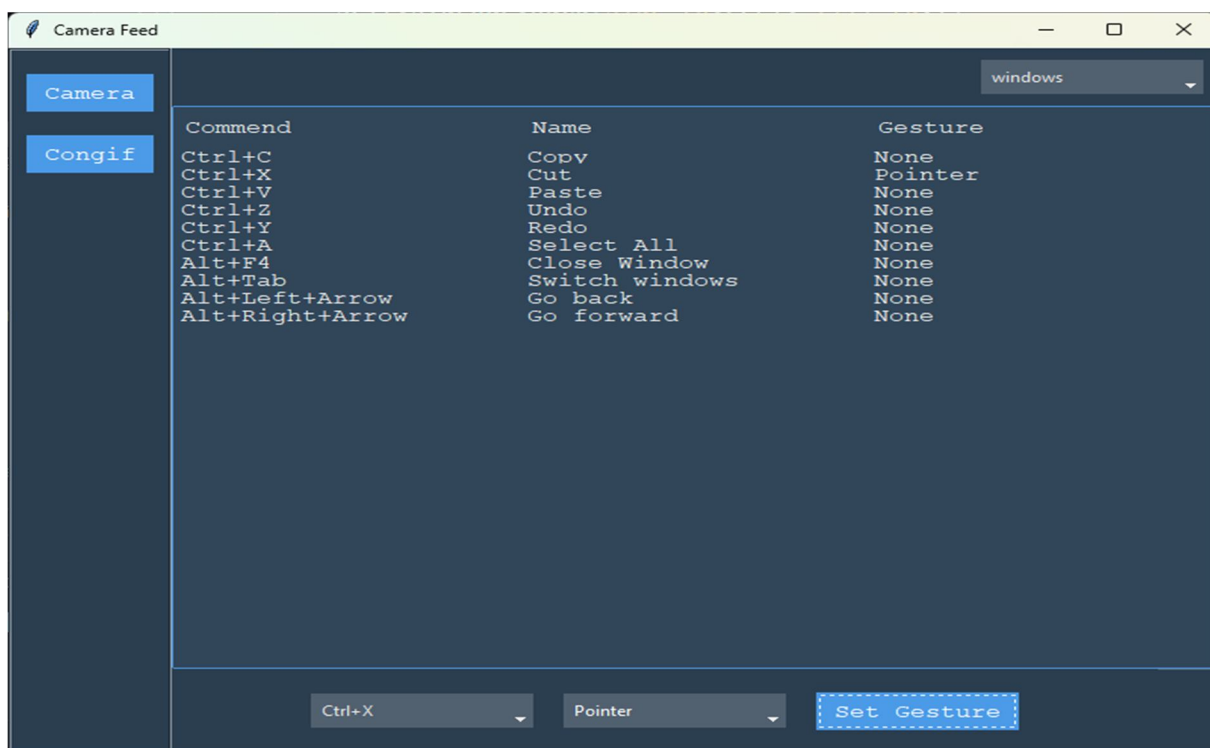 Camera Feed
Camera
windows
Congif
Commend Name Gesture
Ctrl+C Copy None
Ctrl+X Cut Pointer
Ctrl+V Paste None
Ctrl+Z Undo None
Ctrl+Y Redo None
Ctrl+A Select All None
Alt+F4 Close Window None
Alt+Tab Switch windows None
Alt+Left+Arrow Go back None
Alt+Right+Arrow Go forward None
Ctrl+X Pointer Set Gesture